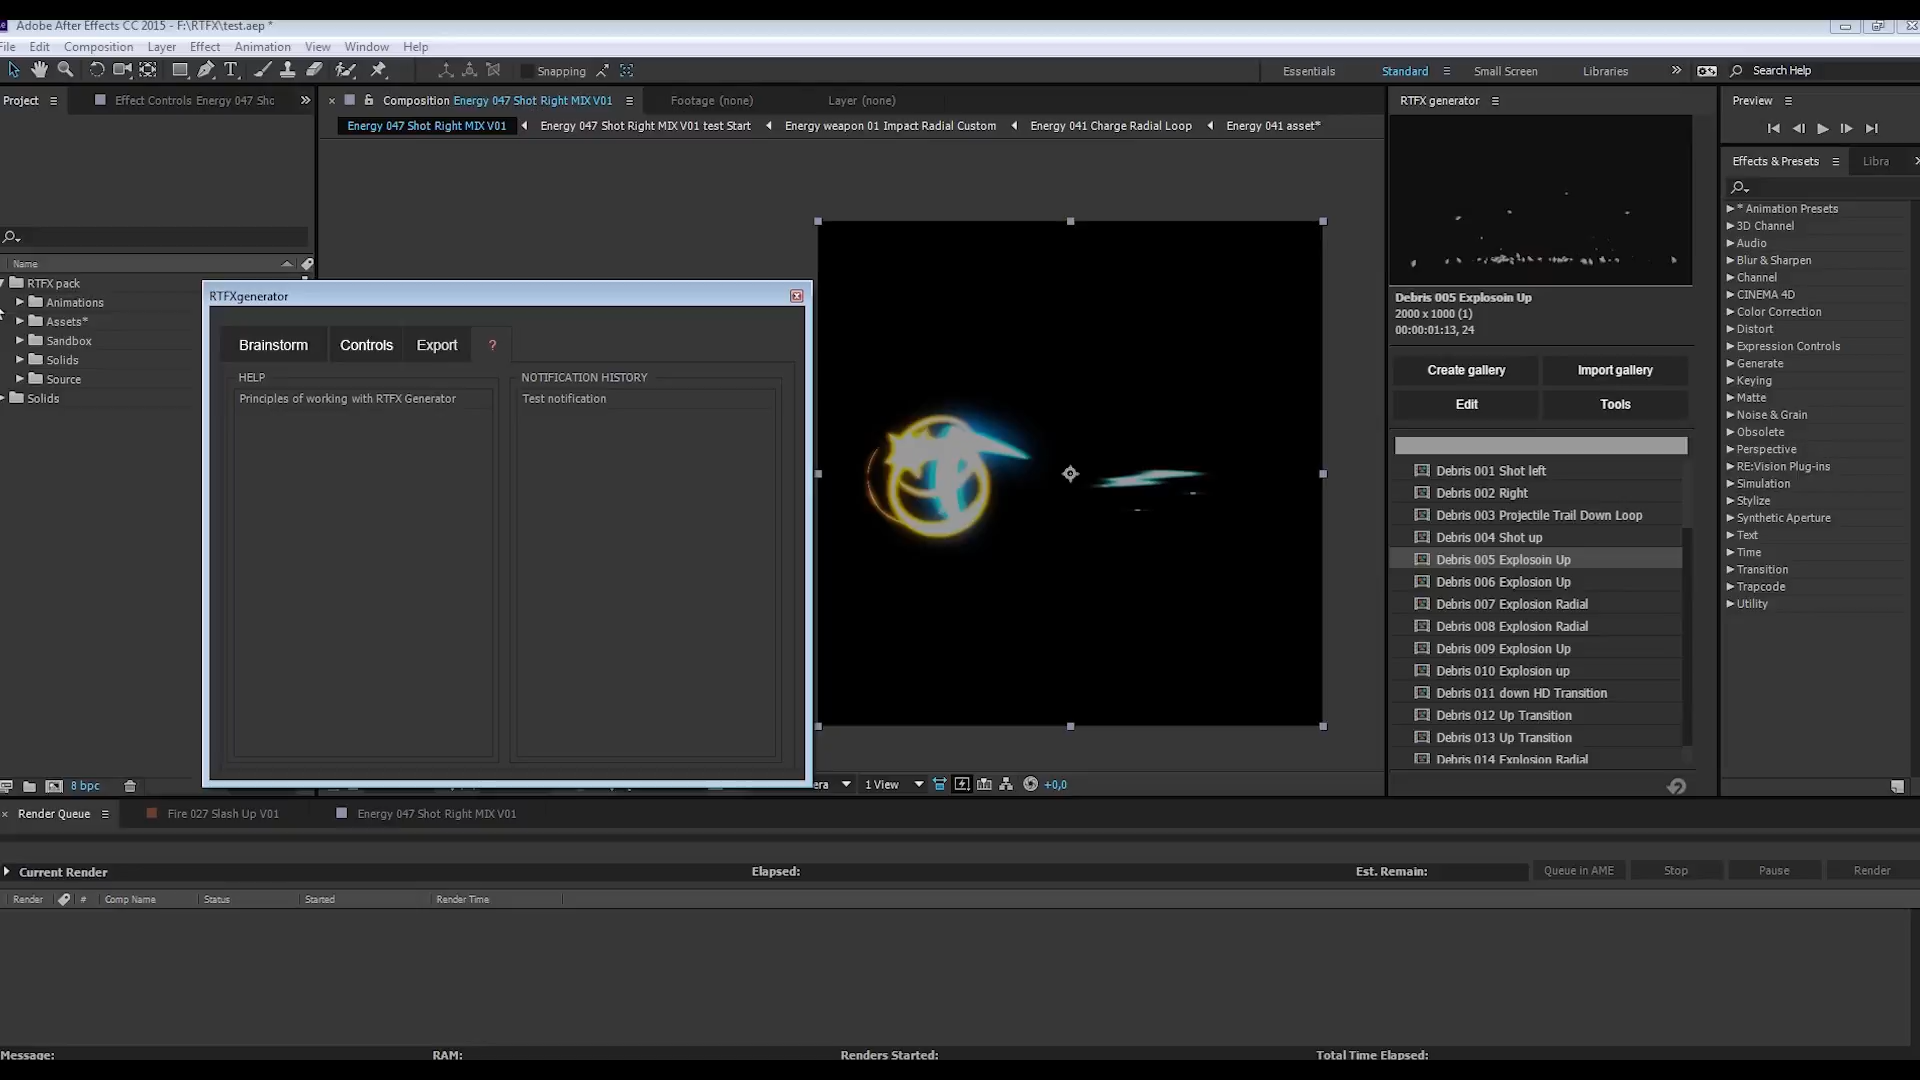 Adobe After Effects CC 2015 - F:\RTFX\test.aep *
File Edit Composition Layer Effect Animation View Window Help
Snapping
Essentials Standard Small Screen Libraries Search Help
Project Effect Controls Energy 047 Sho
Composition Energy 047 Shot Right MIX V01 Footage (none) Layer (none)
Energy 047 Shot Right MIX V01 Energy 047 Shot Right MIX V01 test Start Energy weapon 01 Impact Radial Custom Energy 041 Charge Radial Loop Energy 041 asset*
Name
RTFX pack
Animations
Assets*
Sandbox
Solids
Source
Solids
8 bpc
RTFXgenerator
Brainstorm Controls Export ?
HELP
Principles of working with RTFX Generator
NOTIFICATION HISTORY
Test notification
era 1 View +0,0
RTFX generator
Debris 005 Explosoin Up
2000 x 1000 (1)
00:00:01:13, 24
Create gallery Import gallery
Edit Tools
Debris 001 Shot left
Debris 002 Right
Debris 003 Projectile Trail Down Loop
Debris 004 Shot up
Debris 005 Explosoin Up
Debris 006 Explosion Up
Debris 007 Explosion Radial
Debris 008 Explosion Radial
Debris 009 Explosion Up
Debris 010 Explosion up
Debris 011 down HD Transition
Debris 012 Up Transition
Debris 013 Up Transition
Debris 014 Explosion Radial
Preview
Effects & Presets Libra
* Animation Presets
3D Channel
Audio
Blur & Sharpen
Channel
CINEMA 4D
Color Correction
Distort
Expression Controls
Generate
Keying
Matte
Noise & Grain
Obsolete
Perspective
RE:Vision Plug-ins
Simulation
Stylize
Synthetic Aperture
Text
Time
Transition
Trapcode
Utility
Render Queue Fire 027 Slash Up V01 Energy 047 Shot Right MIX V01
Current Render Elapsed: Est. Remain: Queue in AME Stop Pause Render
Render # Comp Name Status Started Render Time
Message: RAM: Renders Started: Total Time Elapsed: